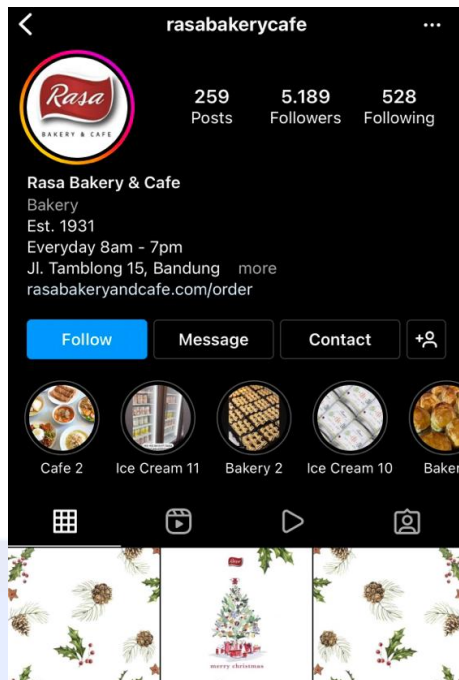 rasabakerycafe
Rasa
BAKERY & CAFE
259 5.189 528
Posts Followers Following
Rasa Bakery & Cafe
Bakery
Est. 1931
Everyday 8am - 7pm
Jl. Tamblong 15, Bandung more
rasabakeryandcafe.com/order
Follow Message Contact
Cafe 2 Ice Cream 11 Bakery 2 Ice Cream 10 Baker
Rasa
merry christmas